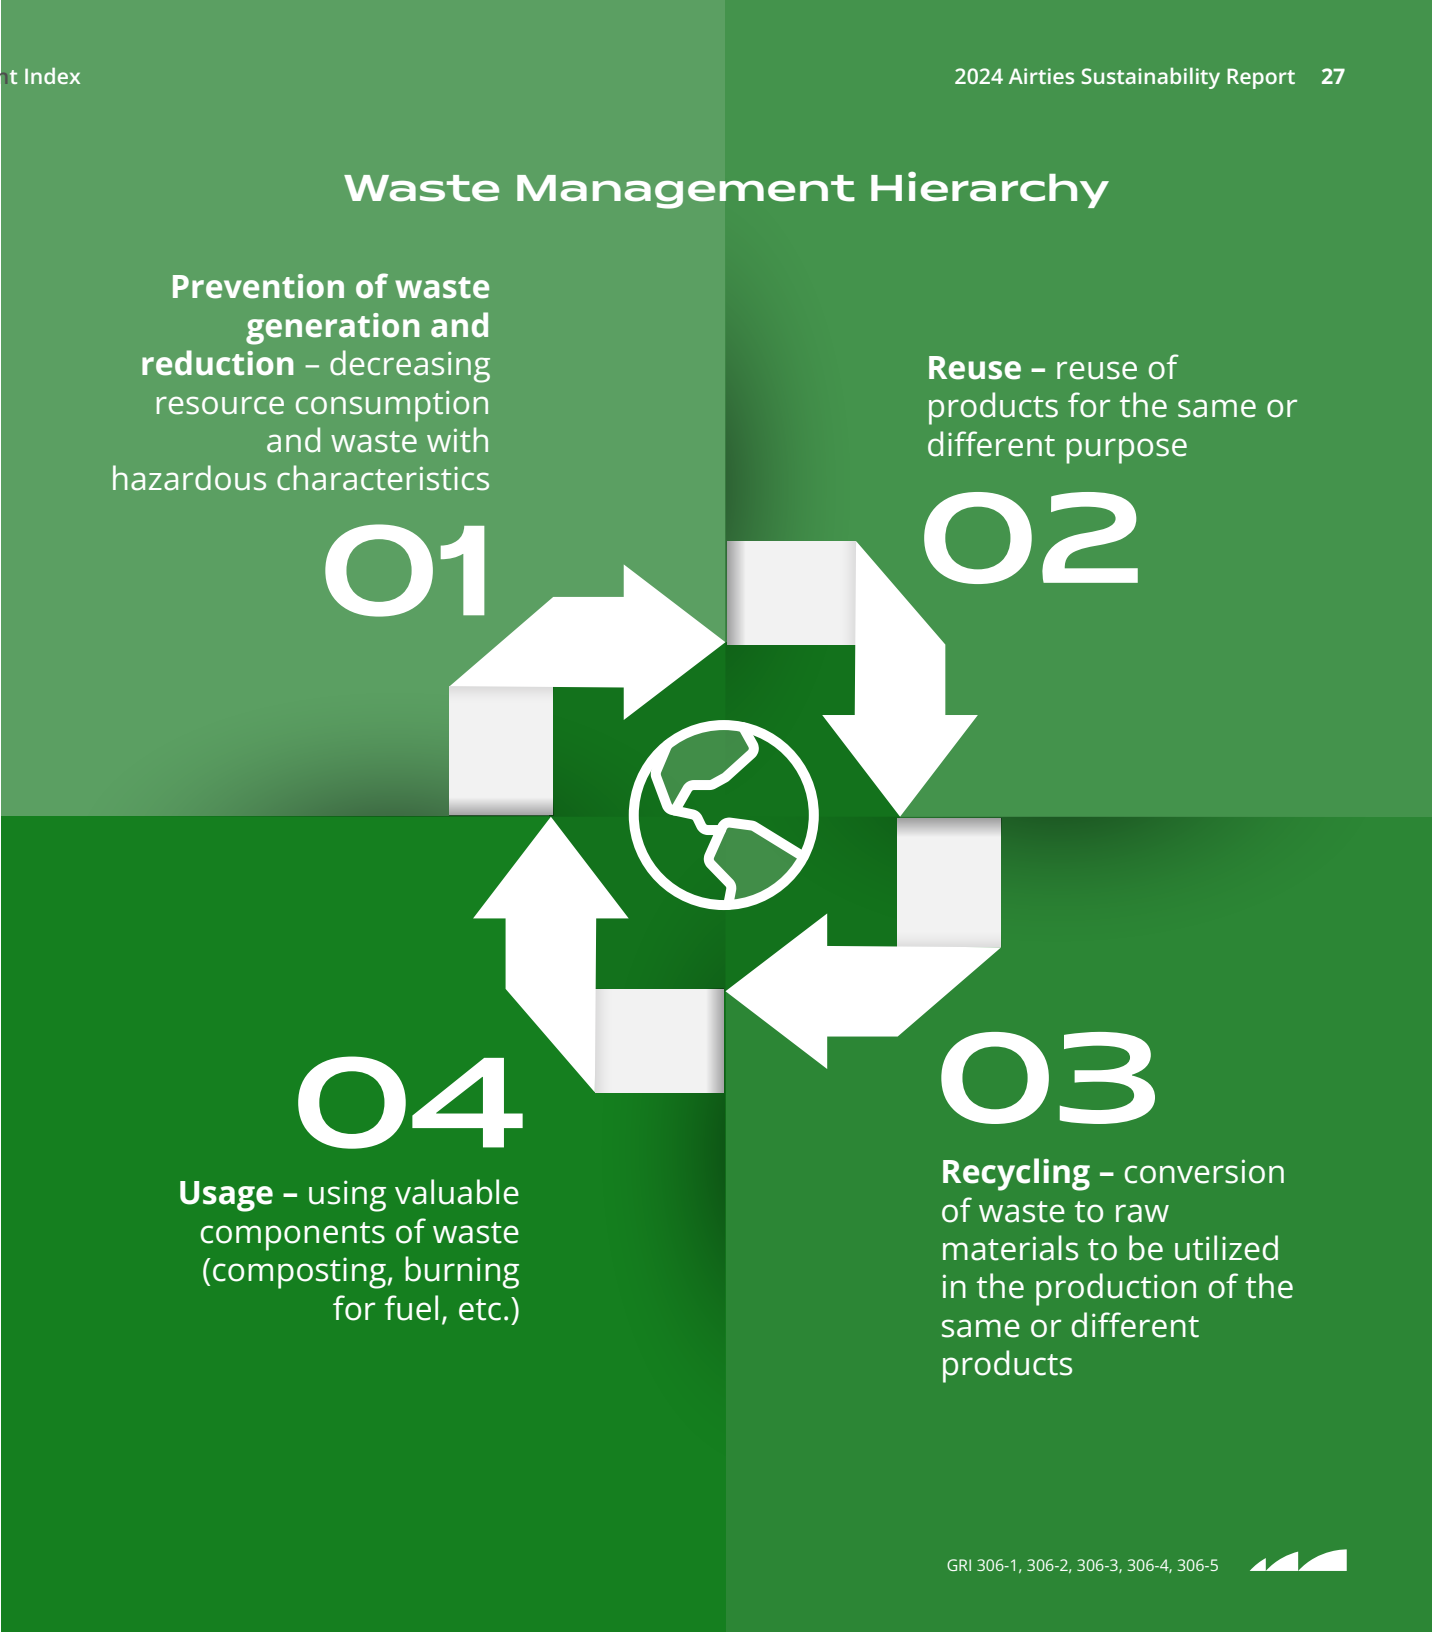 t Index
2024 Airties Sustainability Report 27
Waste Management Hierarchy
Prevention of waste
generation and
reduction – decreasing
resource consumption
and waste with
hazardous characteristics
01
Reuse – reuse of
products for the same or
different purpose
02
03
Recycling – conversion
of waste to raw
materials to be utilized
in the production of the
same or different
products
04
Usage – using valuable
components of waste
(composting, burning
for fuel, etc.)
GRI 306-1, 306-2, 306-3, 306-4, 306-5